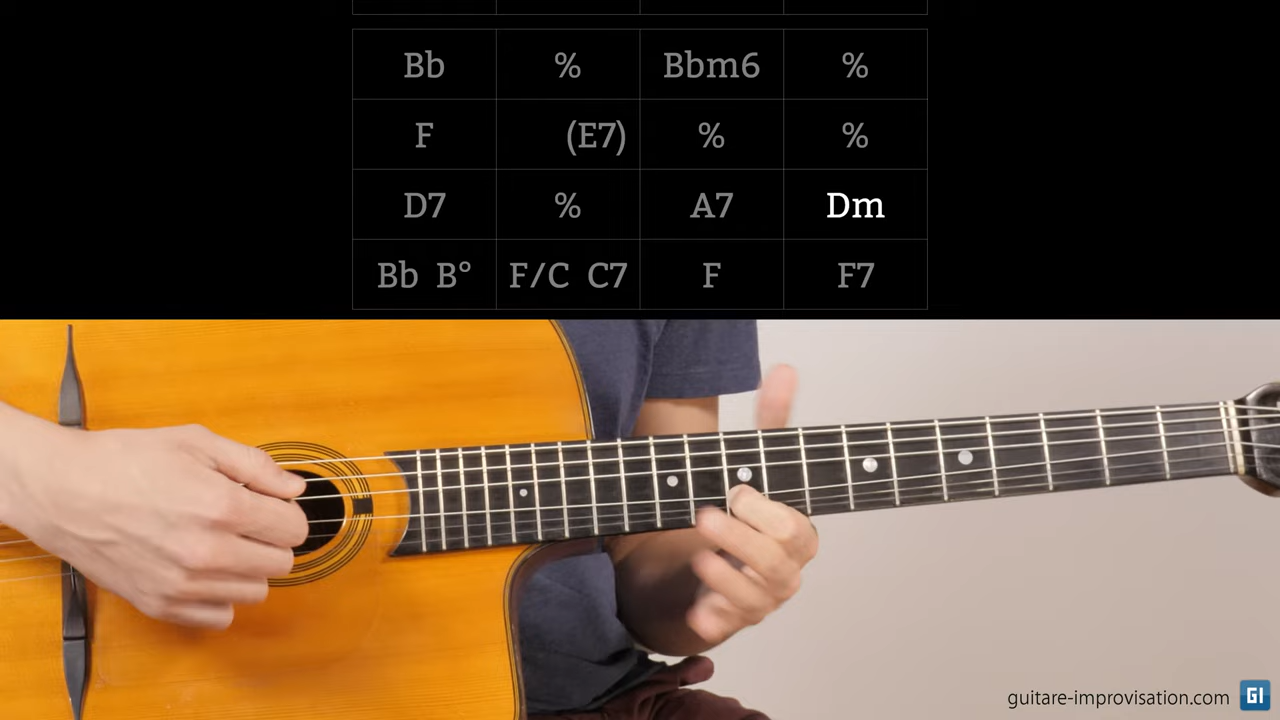 Bb % Bbm6 %
F (E7) % %
D7 % A7 Dm
Bb B° F/C C7 F F7
guitare-improvisation.com GI